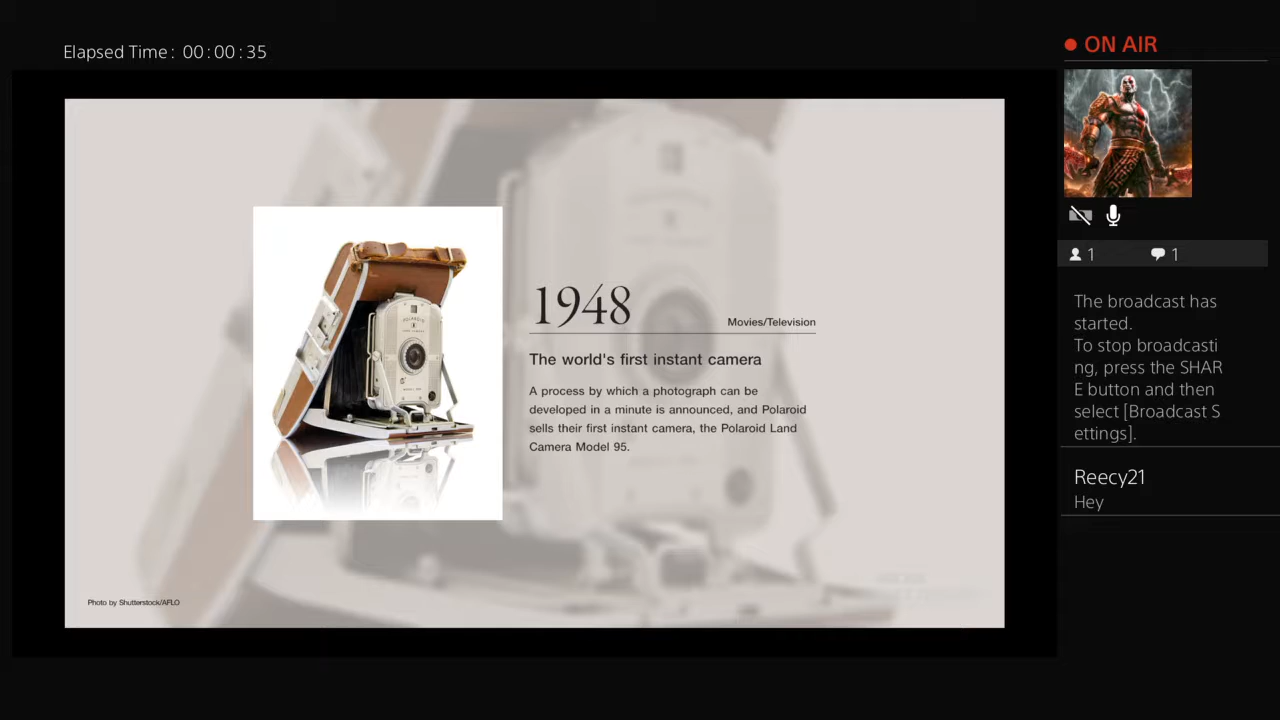 Elapsed Time: 00:00:35
ON AIR
1948
Movies/Television
The world's first instant camera
A process by which a photograph can be
developed in a minute is announced, and Polaroid
sells their first instant camera, the Polaroid Land
Camera Model 95.
POLAROID
Photo by Shutterstock/AFLO
1
1
The broadcast has
started.
To stop broadcasti
ng, press the SHAR
E button and then
select [Broadcast S
ettings].
Reecy21
Hey